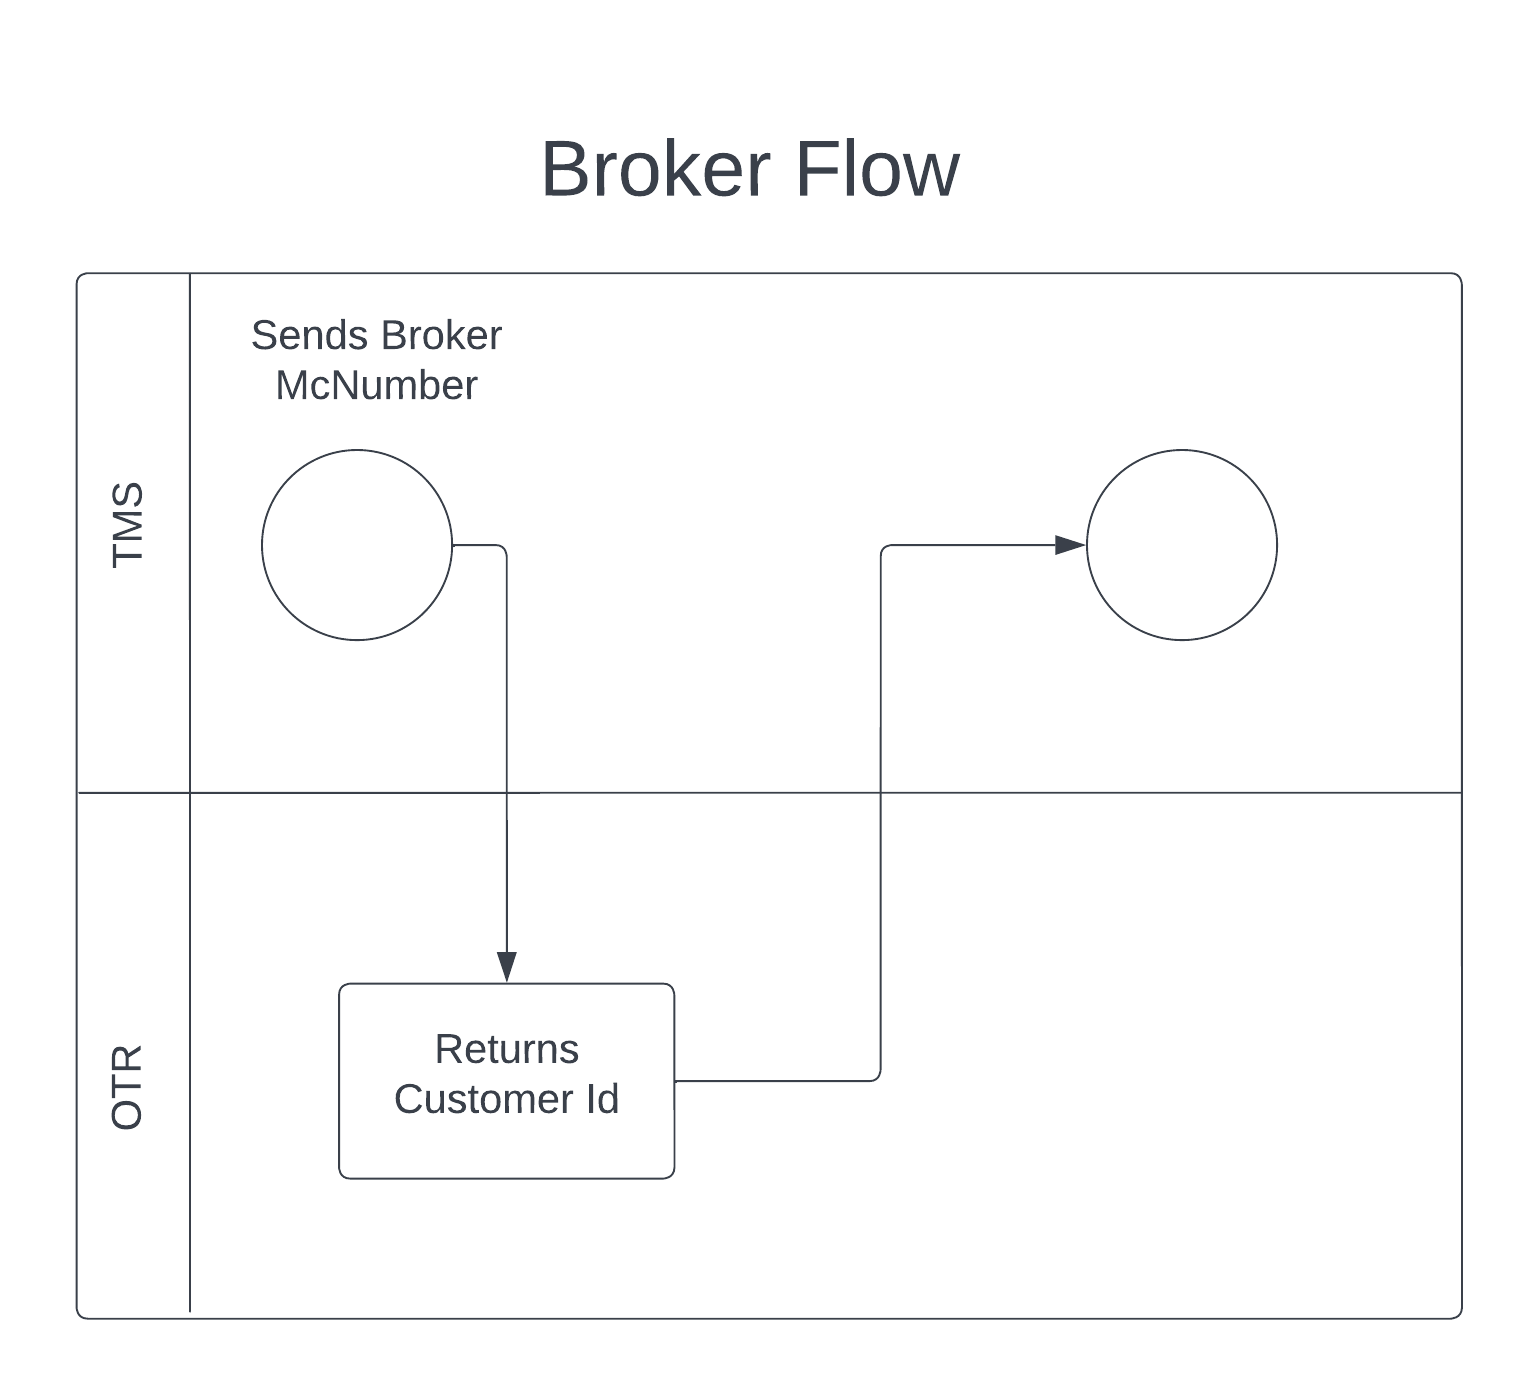 Broker Flow
Sends Broker
McNumber
TMS
OTR
Returns
Customer Id